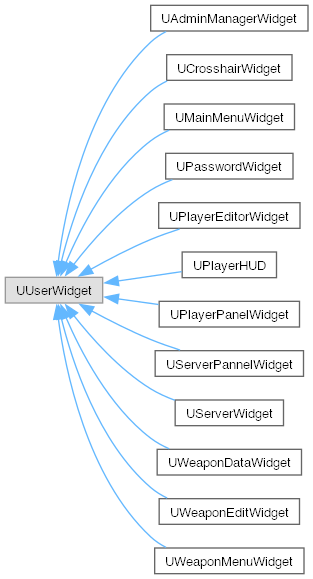 UAdminManagerWidget
UCrosshairWidget
UMainMenuWidget
UPasswordWidget
UPlayerEditorWidget
UPlayerHUD
UUserWidget
UPlayerPanelWidget
UServerPannelWidget
UServerWidget
UWeaponDataWidget
UWeaponEditWidget
UWeaponMenuWidget